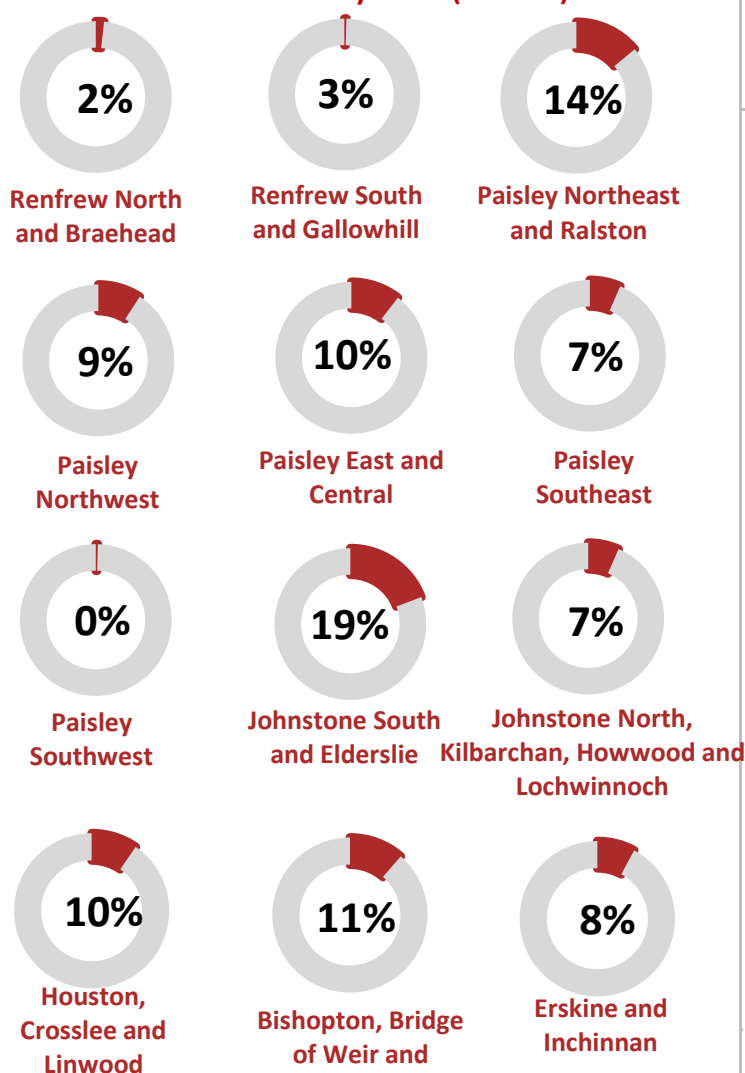 2%
3%
14%
Renfrew North
and Braehead
Renfrew South
and Gallowhill
Paisley Northeast
and Ralston
9%
10%
7%
Paisley
Northwest
Paisley East and
Central
Paisley
Southeast
0%
19%
7%
Paisley
Southwest
Johnstone South
and Elderslie
Johnstone North,
Kilbarchan, Howwood and
Lochwinnoch
10%
11%
8%
Houston,
Crosslee and
Linwood
Bishopton, Bridge
of Weir and
Erskine and
Inchinnan